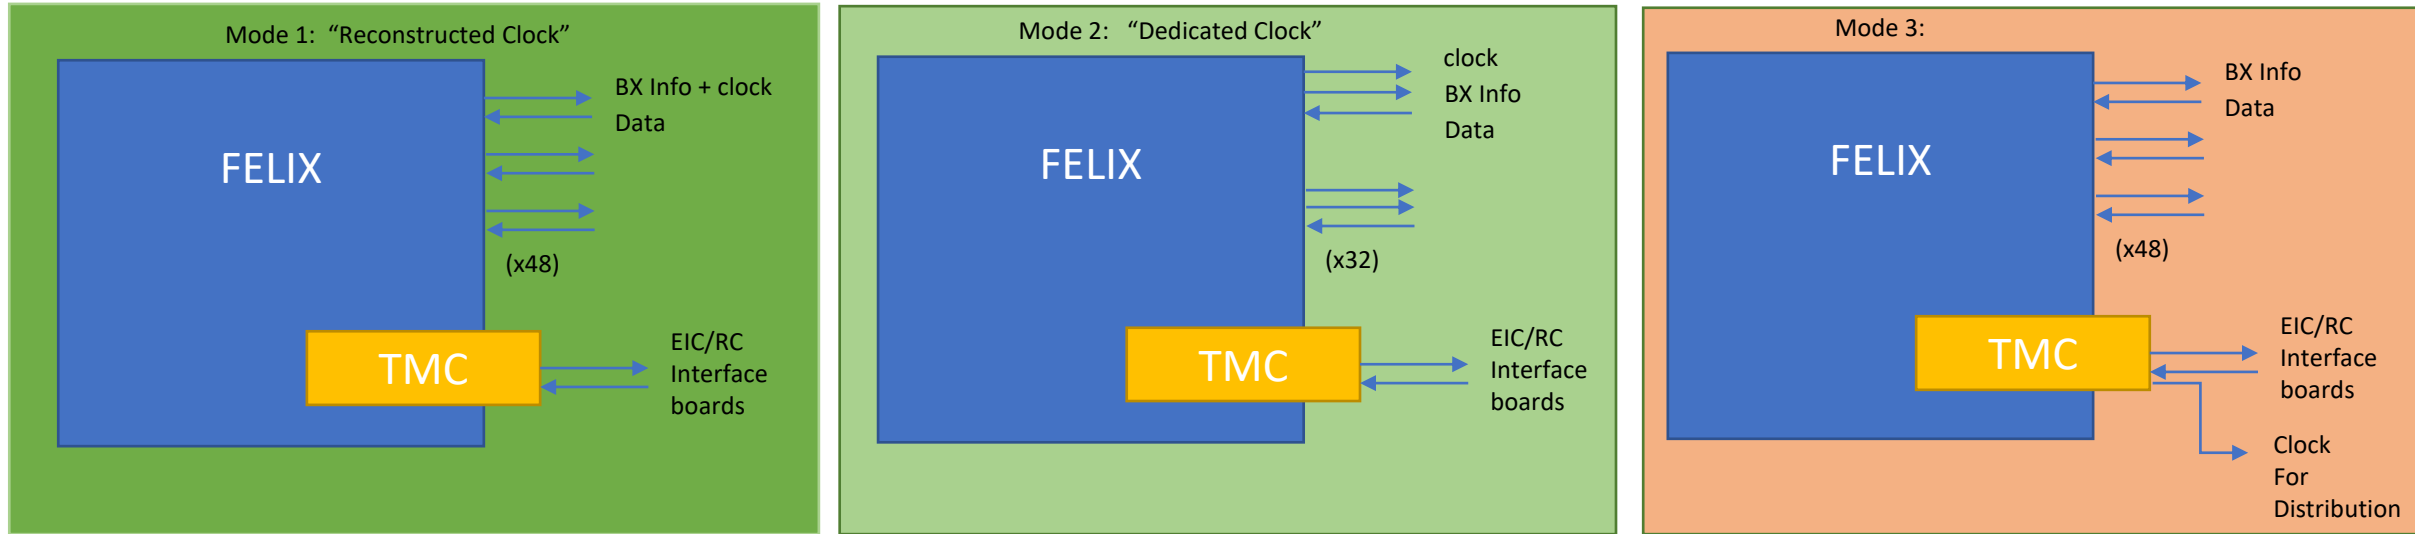 Mode 1: “Reconstructed Clock”
BX Info + clock
Data
FELIX
(x48)
TMC
EIC/RC
Interface
boards
Mode 2: “Dedicated Clock”
clock
BX Info
Data
FELIX
(x32)
TMC
EIC/RC
Interface
boards
Mode 3:
BX Info
Data
FELIX
(x48)
TMC
EIC/RC
Interface
boards
Clock
For
Distribution